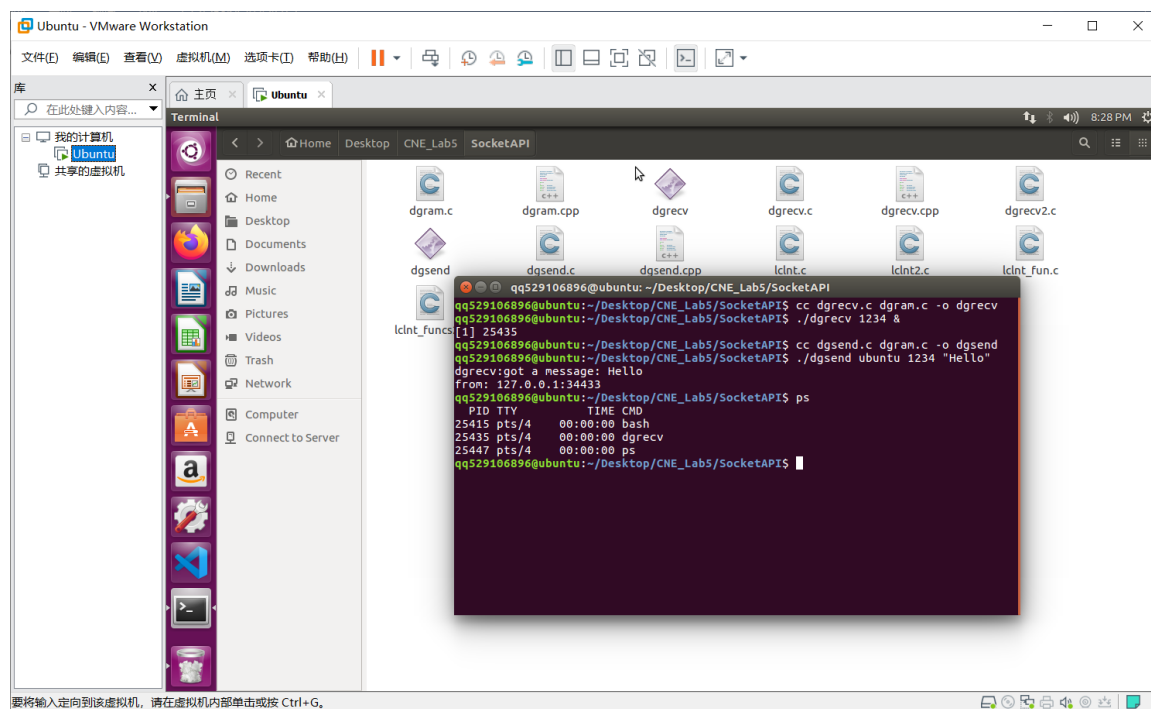 Ubuntu - VMware Workstation
文件(F) 编辑(E) 查看(V) 虚拟机(M) 选项卡(T) 帮助(H)
库
在此处键入内容...
我的计算机
Ubuntu
共享的虚拟机
主页
Ubuntu
Terminal
8:28 PM
Home Desktop CNE_Lab5 SocketAPI
Recent
Home
Desktop
Documents
Downloads
Music
Pictures
Videos
Trash
Network
Computer
Connect to Server
dgram.c
dgram.cpp
dgrecv
dgrecv.c
dgrecv.cpp
dgrecv2.c
dgsend
dgsend.c
dgsend.cpp
lclnt.c
lclnt2.c
lclnt_fun.c
lclnt_funcs
qq529106896@ubuntu: ~/Desktop/CNE_Lab5/SocketAPI
qq529106896@ubuntu:~/Desktop/CNE_Lab5/SocketAPI$ cc dgrecv.c dgram.c -o dgrecv
qq529106896@ubuntu:~/Desktop/CNE_Lab5/SocketAPI$ ./dgrecv 1234 &
[1] 25435
qq529106896@ubuntu:~/Desktop/CNE_Lab5/SocketAPI$ cc dgsend.c dgram.c -o dgsend
qq529106896@ubuntu:~/Desktop/CNE_Lab5/SocketAPI$ ./dgsend ubuntu 1234 "Hello"
dgrecv:got a message: Hello
from: 127.0.0.1:34433
qq529106896@ubuntu:~/Desktop/CNE_Lab5/SocketAPI$ ps
PID TTY TIME CMD
25415 pts/4 00:00:00 bash
25435 pts/4 00:00:00 dgrecv
25447 pts/4 00:00:00 ps
qq529106896@ubuntu:~/Desktop/CNE_Lab5/SocketAPI$
要将输入定向到该虚拟机，请在虚拟机内部单击或按 Ctrl+G。